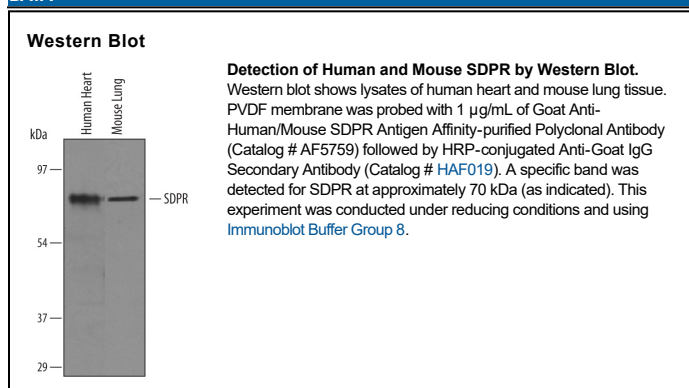 Western Blot
Human Heart
Mouse Lung
kDa
97
SDPR
54
37
29
Detection of Human and Mouse SDPR by Western Blot.
Western blot shows lysates of human heart and mouse lung tissue.
PVDF membrane was probed with 1 µg/mL of Goat Anti-
Human/Mouse SDPR Antigen Affinity-purified Polyclonal Antibody
(Catalog # AF5759) followed by HRP-conjugated Anti-Goat IgG
Secondary Antibody (Catalog # HAF019). A specific band was
detected for SDPR at approximately 70 kDa (as indicated). This
experiment was conducted under reducing conditions and using
Immunoblot Buffer Group 8.